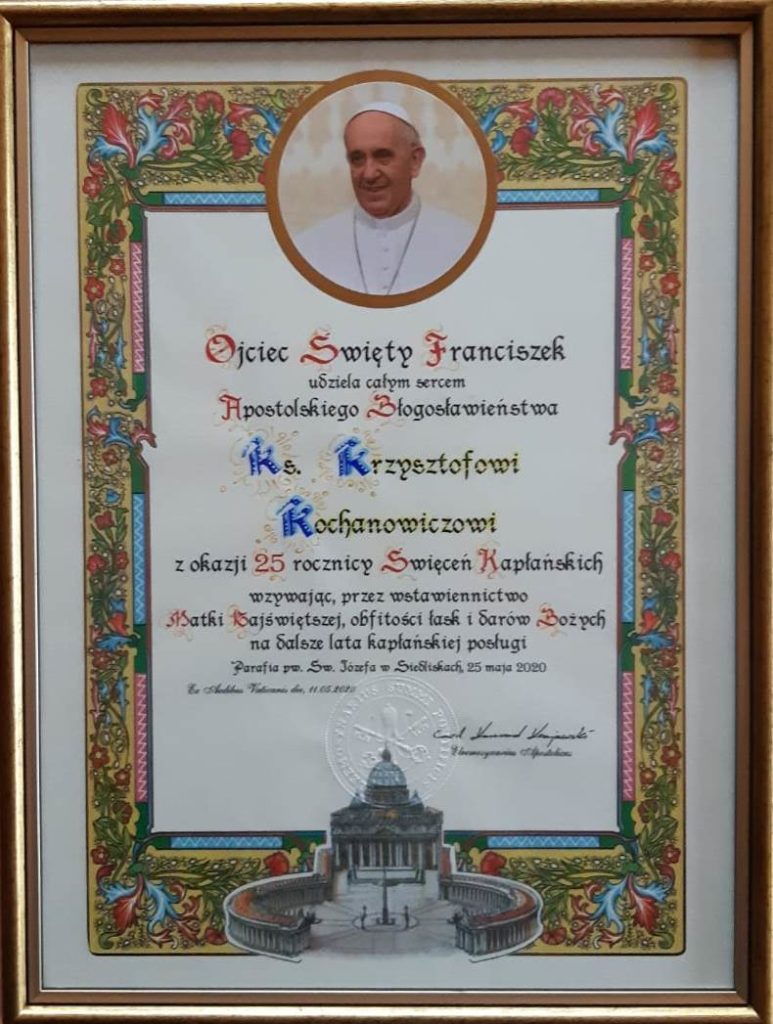 Ojciec Święty Franciszek
udziela całym sercem
Apostolskiego Błogosławieństwa
Ks. Krzysztofowi
Kochanowiczowi
z okazji 25 rocznicy Święceń Kapłańskich
wzywając, przez wstawiennictwo
Matki Najświętszej, obfitości łask i darów Bożych
na dalsze lata kapłańskiej posługi
Parafia pw. Św. Józefa w Siedliskach, 25 maja 2020
Ex Aedibus Vaticanis die, 11.05.2020
Eleemosynarius Apostolicus